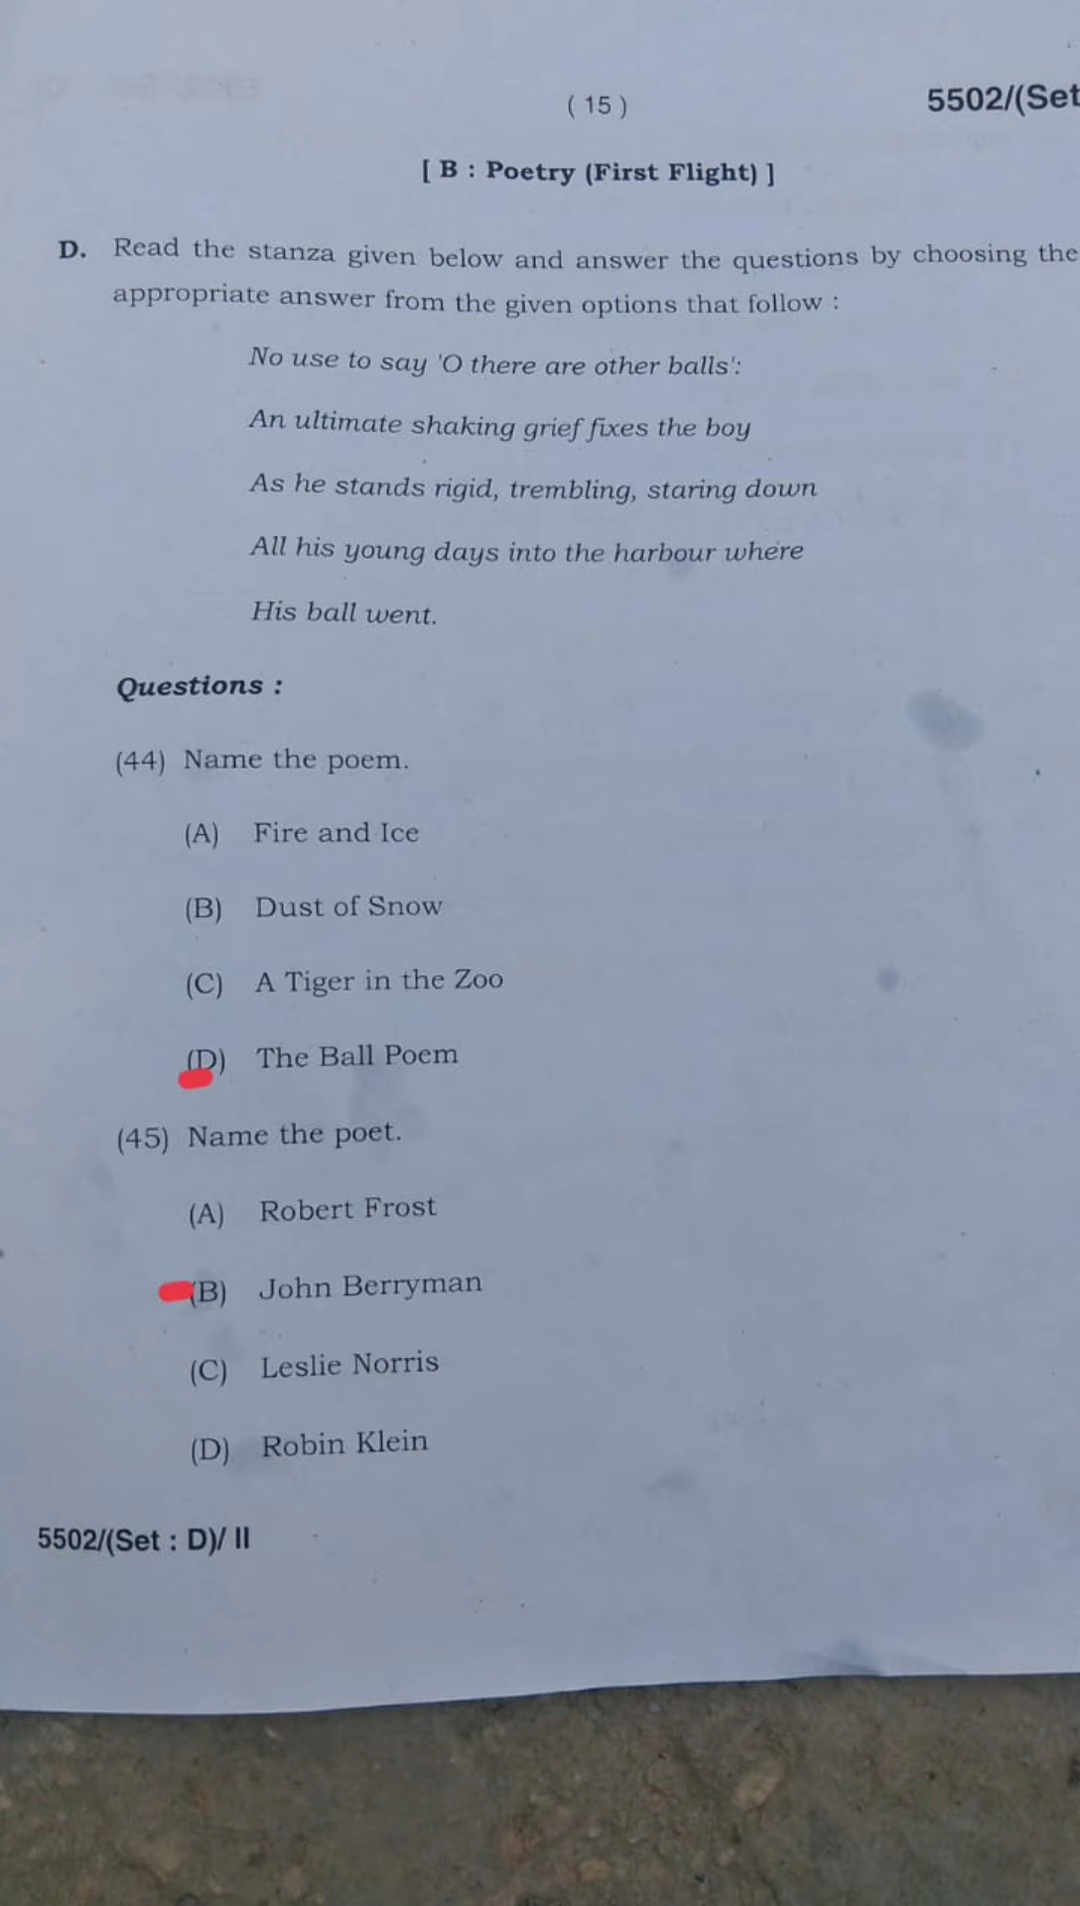 ( 15 )
5502/(Set
[ B : Poetry (First Flight) ]
D. Read the stanza given below and answer the questions by choosing the
appropriate answer from the given options that follow :
No use to say 'O there are other balls':
An ultimate shaking grief fixes the boy
As he stands rigid, trembling, staring down
All his young days into the harbour where
His ball went.
Questions :
(44) Name the poem.
(A) Fire and Ice
(B) Dust of Snow
(C) A Tiger in the Zoo
(D) The Ball Poem
(45) Name the poet.
(A) Robert Frost
(B) John Berryman
(C) Leslie Norris
(D) Robin Klein
5502/(Set : D)/ II